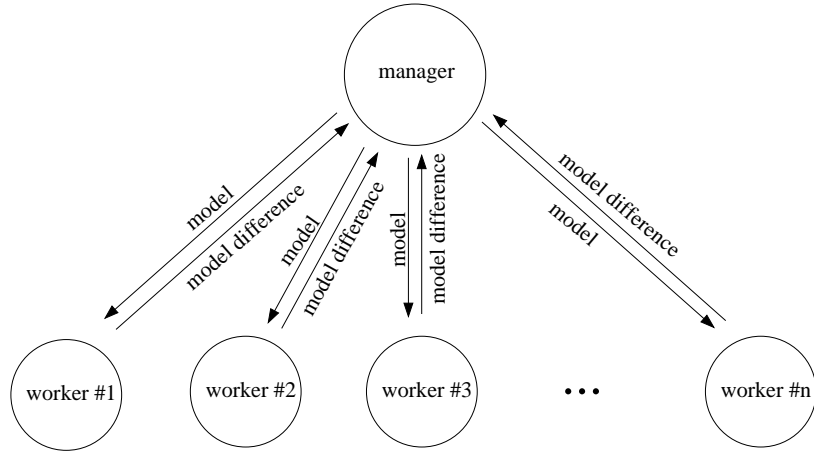 manager
model
model difference
model
model difference
model
model difference
model difference
model
worker #1
worker #2
worker #3
...
worker #n